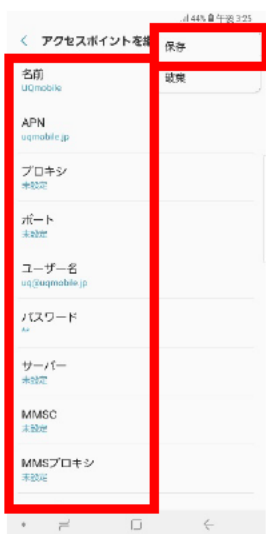 44% 午後 3:25
アクセスポイントを編
保存
破棄
名前
UQmobile
APN
uqmobile.jp
プロキシ
未設定
ポート
未設定
ユーザー名
uq@uqmobile.jp
パスワード
サーバー
未設定
MMSC
未設定
MMSプロキシ
未設定